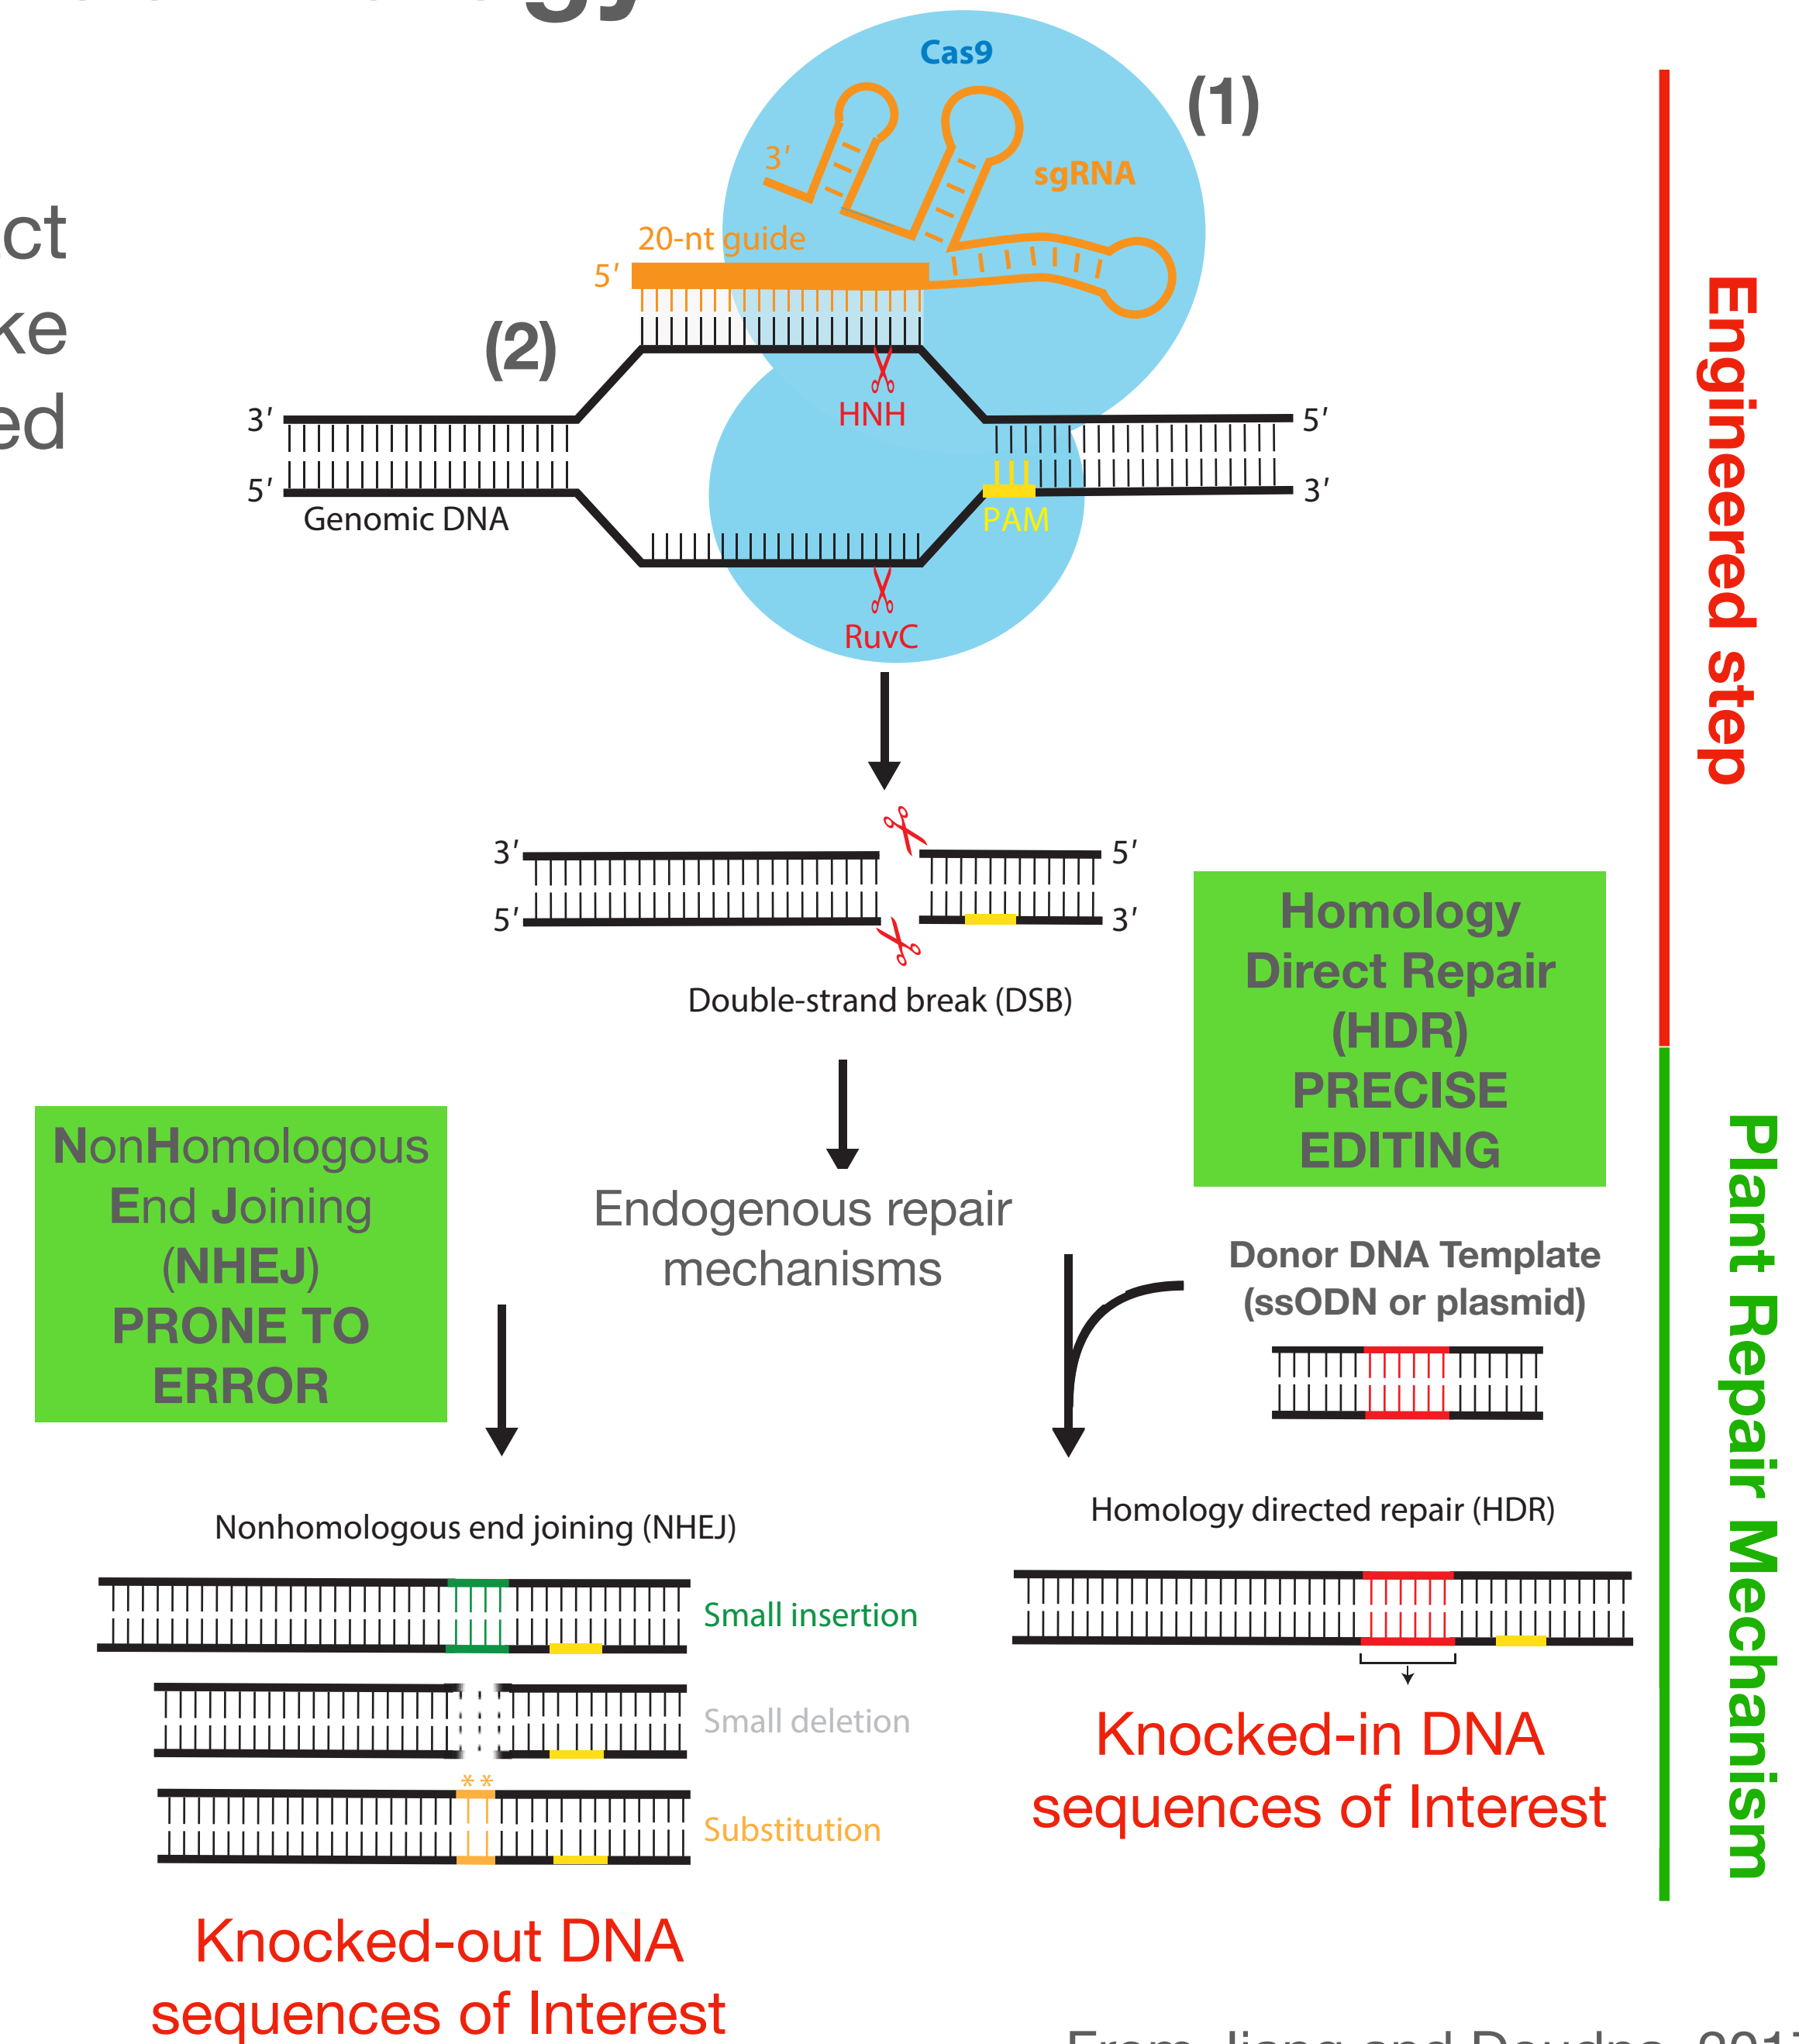 Cas9
(1)
3′
sgRNA
20-nt guide
5′
(2)
HNH
3′
5′
5′
3′
Genomic DNA
PAM
RuvC
Engineered step
3′
5′
5′
3′
Double-strand break (DSB)
Homology
Direct Repair
(HDR)
PRECISE
EDITING
NonHomologous
End Joining
(NHEJ)
PRONE TO
ERROR
Endogenous repair
mechanisms
Donor DNA Template
(ssODN or plasmid)
Plant Repair Mechanism
Nonhomologous end joining (NHEJ)
Homology directed repair (HDR)
Small insertion
Small deletion
**
Substitution
Knocked-in DNA
sequences of Interest
Knocked-out DNA
sequences of Interest
From Jiang and Doudna